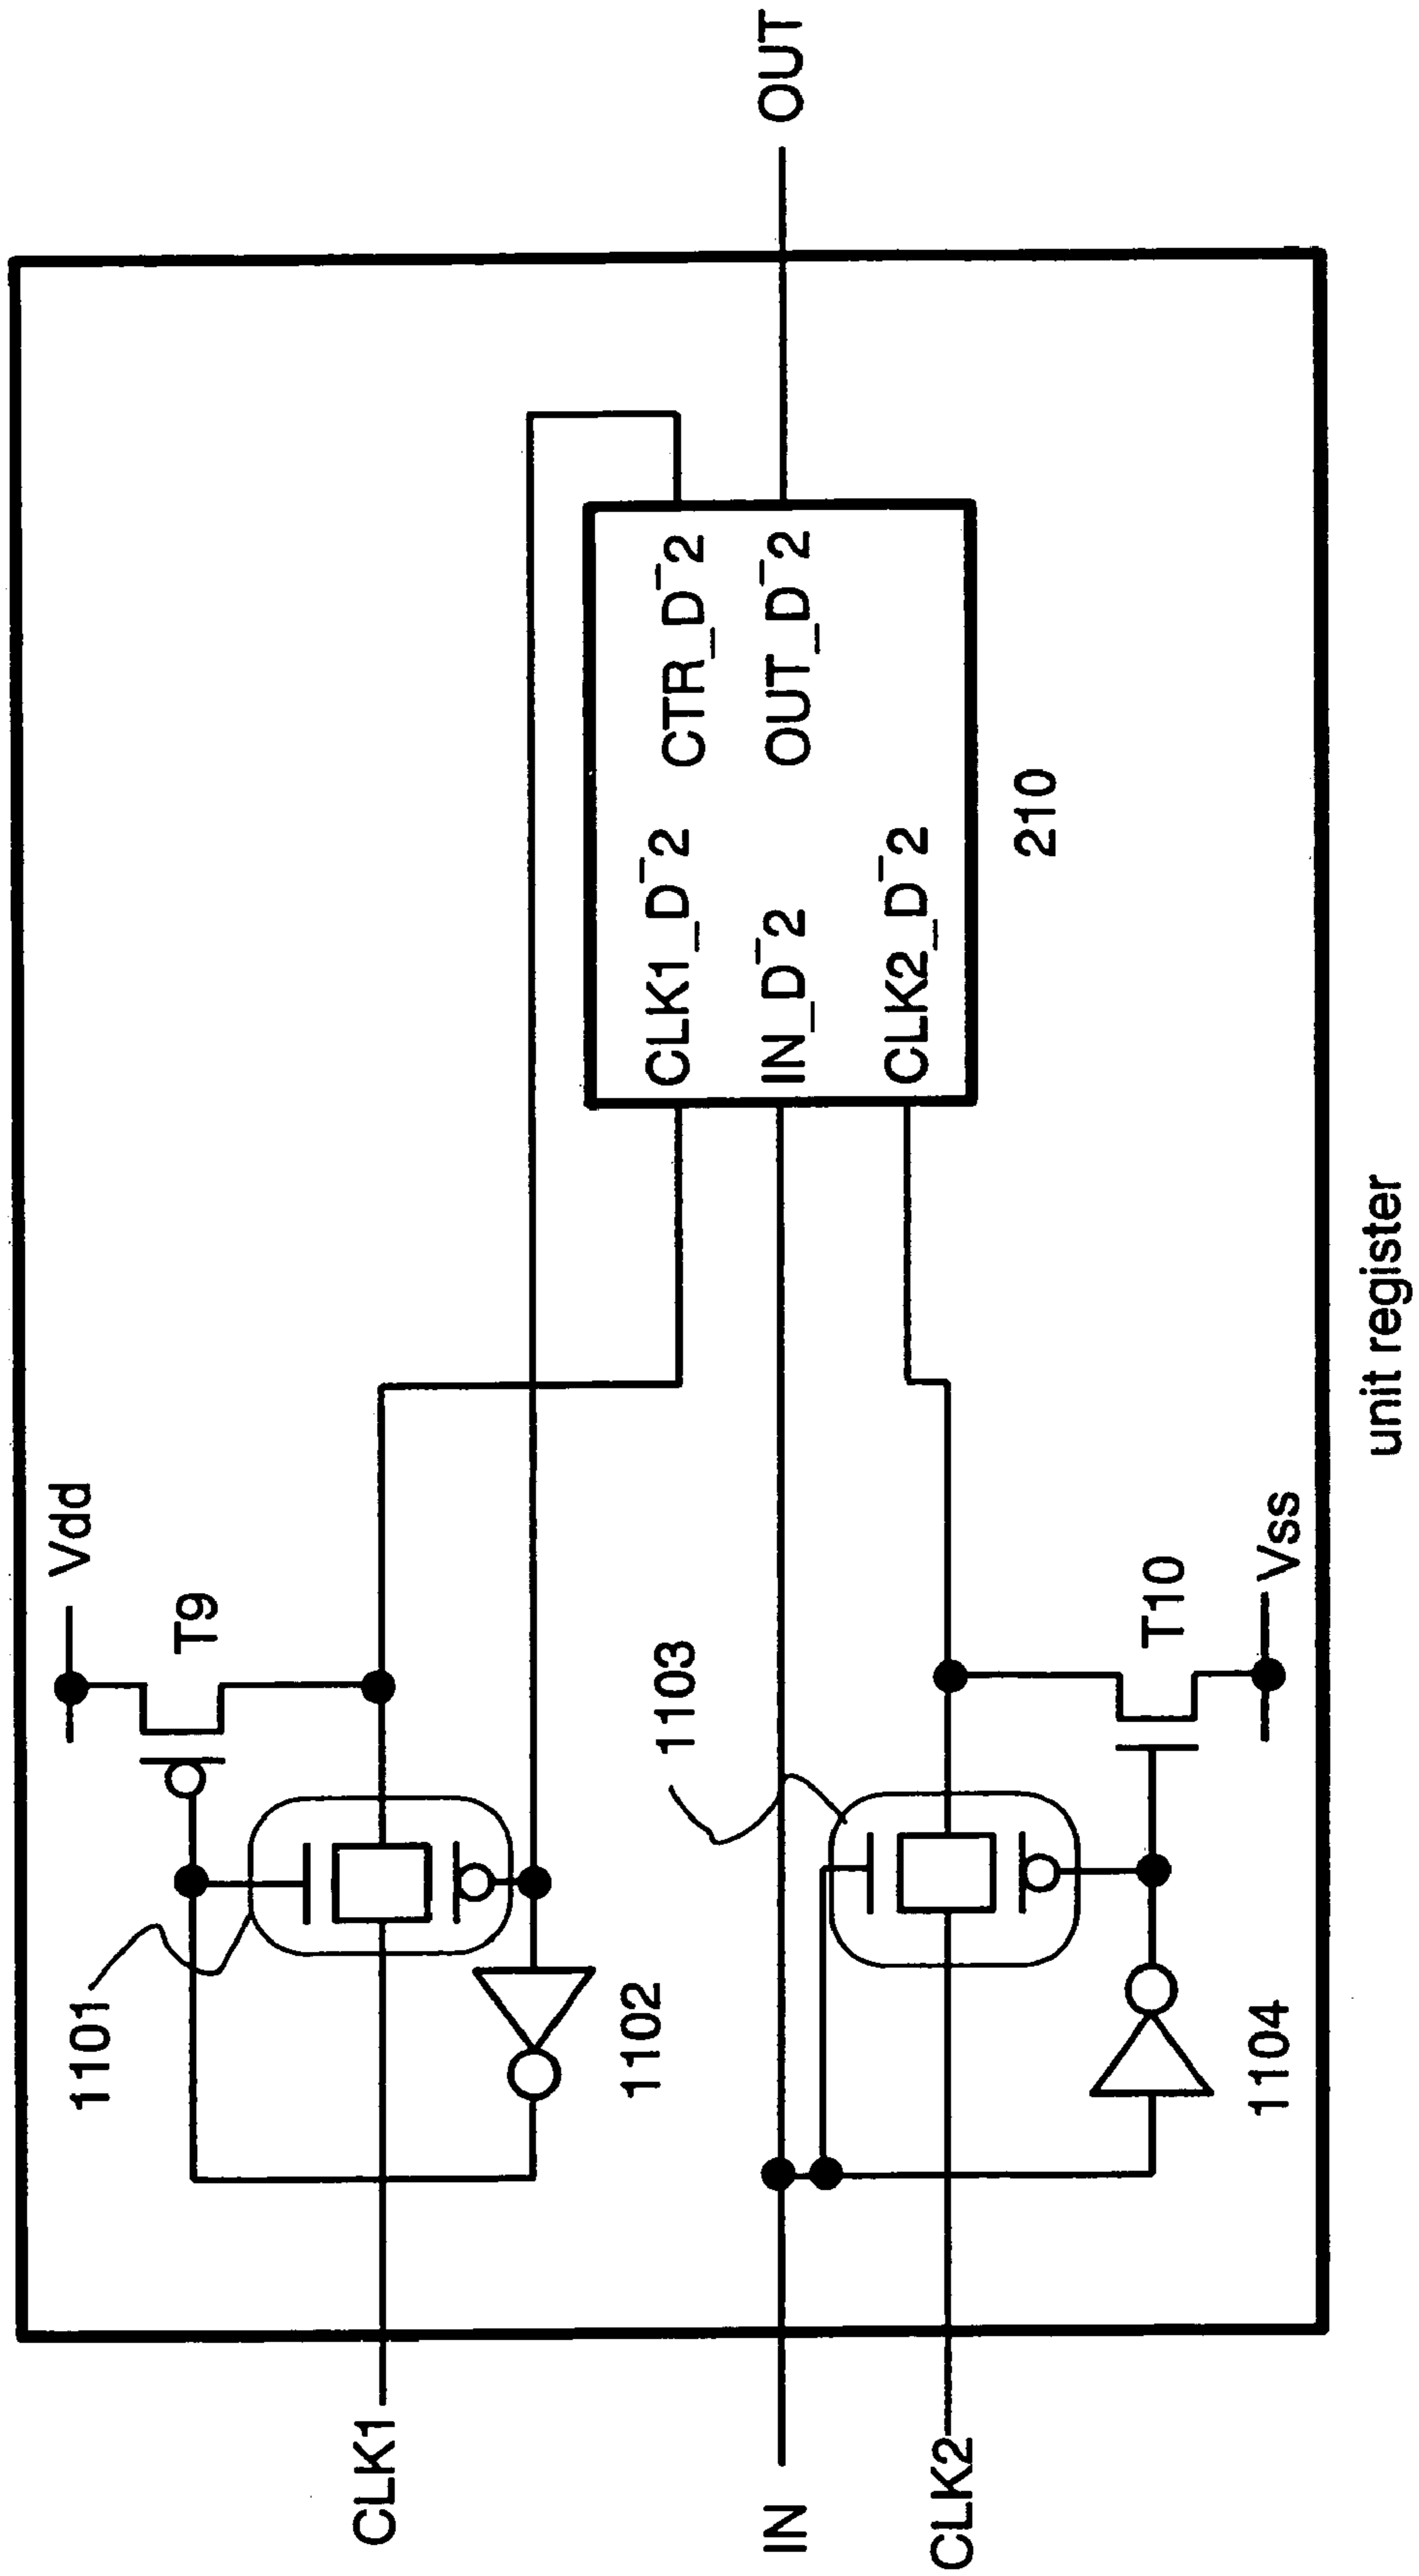 Vdd
T9
1101
CLK1
1102
CLK1_D‾2
CTR_D‾2
IN
IN_D‾2
OUT_D‾2
OUT
1103
CLK2
CLK2_D‾2
210
T10
1104
Vss
unit register